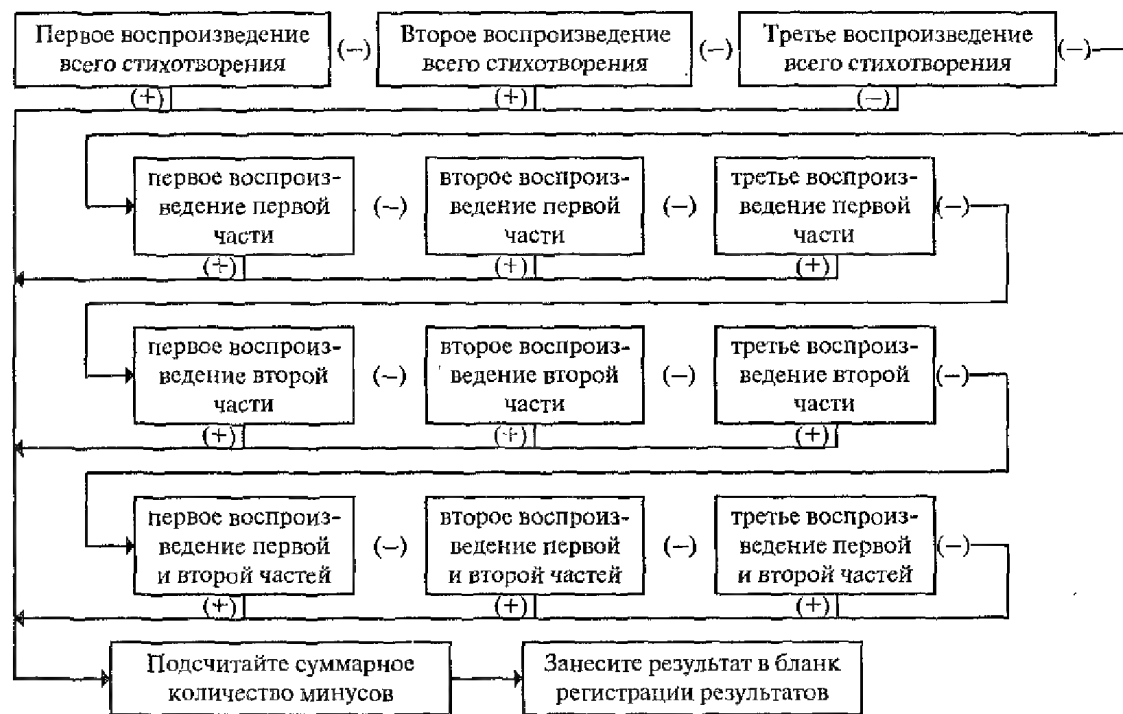 Первое воспроизведение
всего стихотворения
(−)
Второе воспроизведение
всего стихотворения
(−)
Третье воспроизведение
всего стихотворения
(−)
(+)
(+)
(−)
первое воспроиз-
ведение первой
части
(−)
второе воспроиз-
ведение первой
части
(−)
третье воспроиз-
ведение первой
части
(−)
(+)
(+)
(+)
первое воспроиз-
ведение второй
части
(−)
второе воспроиз-
ведение второй
части
(−)
третье воспроиз-
ведение второй
части
(−)
(+)
(+)
(+)
первое воспроиз-
ведение первой
и второй частей
(−)
второе воспроиз-
ведение первой
и второй частей
(−)
третье воспроиз-
ведение первой
и второй частей
(−)
(+)
(+)
(+)
Подсчитайте суммарное
количество минусов
Занесите результат в бланк
регистрации результатов